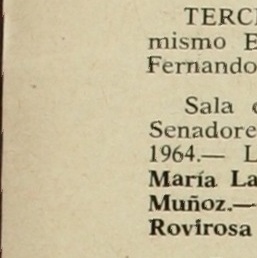 TERC
mismo E
Fernando
Sala
Senadore
1964.— L
María La
Muñoz.—
Rovirosa